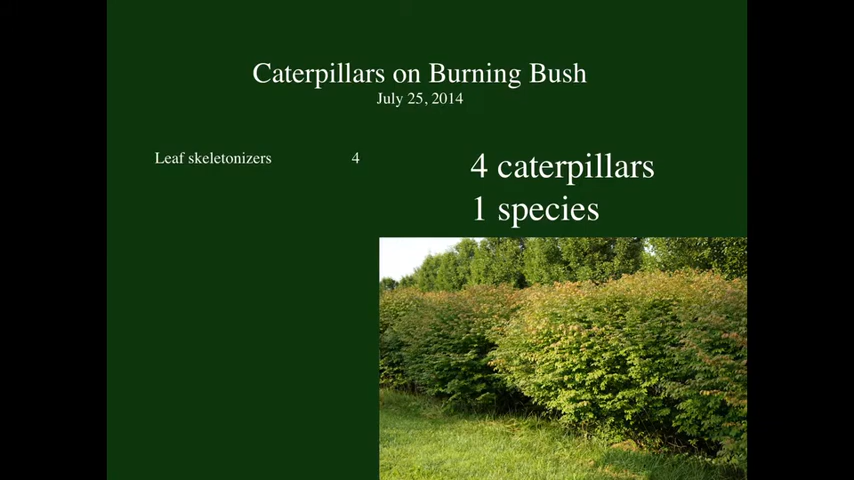 Caterpillars on Burning Bush
July 25, 2014
Leaf skeletonizers 4
4 caterpillars
1 species